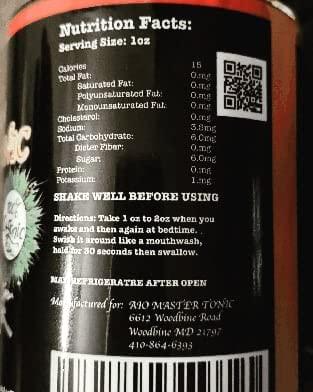 Nutrition Facts:
Serving Size: 1oz
Calories 15
Total Fat: 0.mg
Saturated Fat: 0.mg
Polyunsaturated Fat: 0.mg
Monounsaturated Fat: 0.mg
Cholesterol: 0.mg
Sodium: 3.8mg
Total Carbohydrate: 6.0mg
Dieter Fiber: 0.mg
Sugar: 6.0mg
Protein: 0.mg
Potassium: 1.mg
SHAKE WELL BEFORE USING
Directions: Take 1 oz to 2oz when you
awake and then again at bedtime.
Swish it around like a mouthwash,
hold for 30 seconds then swallow.
MAY REFRIGERATRE AFTER OPEN
Manufactured for: RIO MASTER TONIC
6612 Woodbine Road
Woodbine MD 21797
410-864-6393